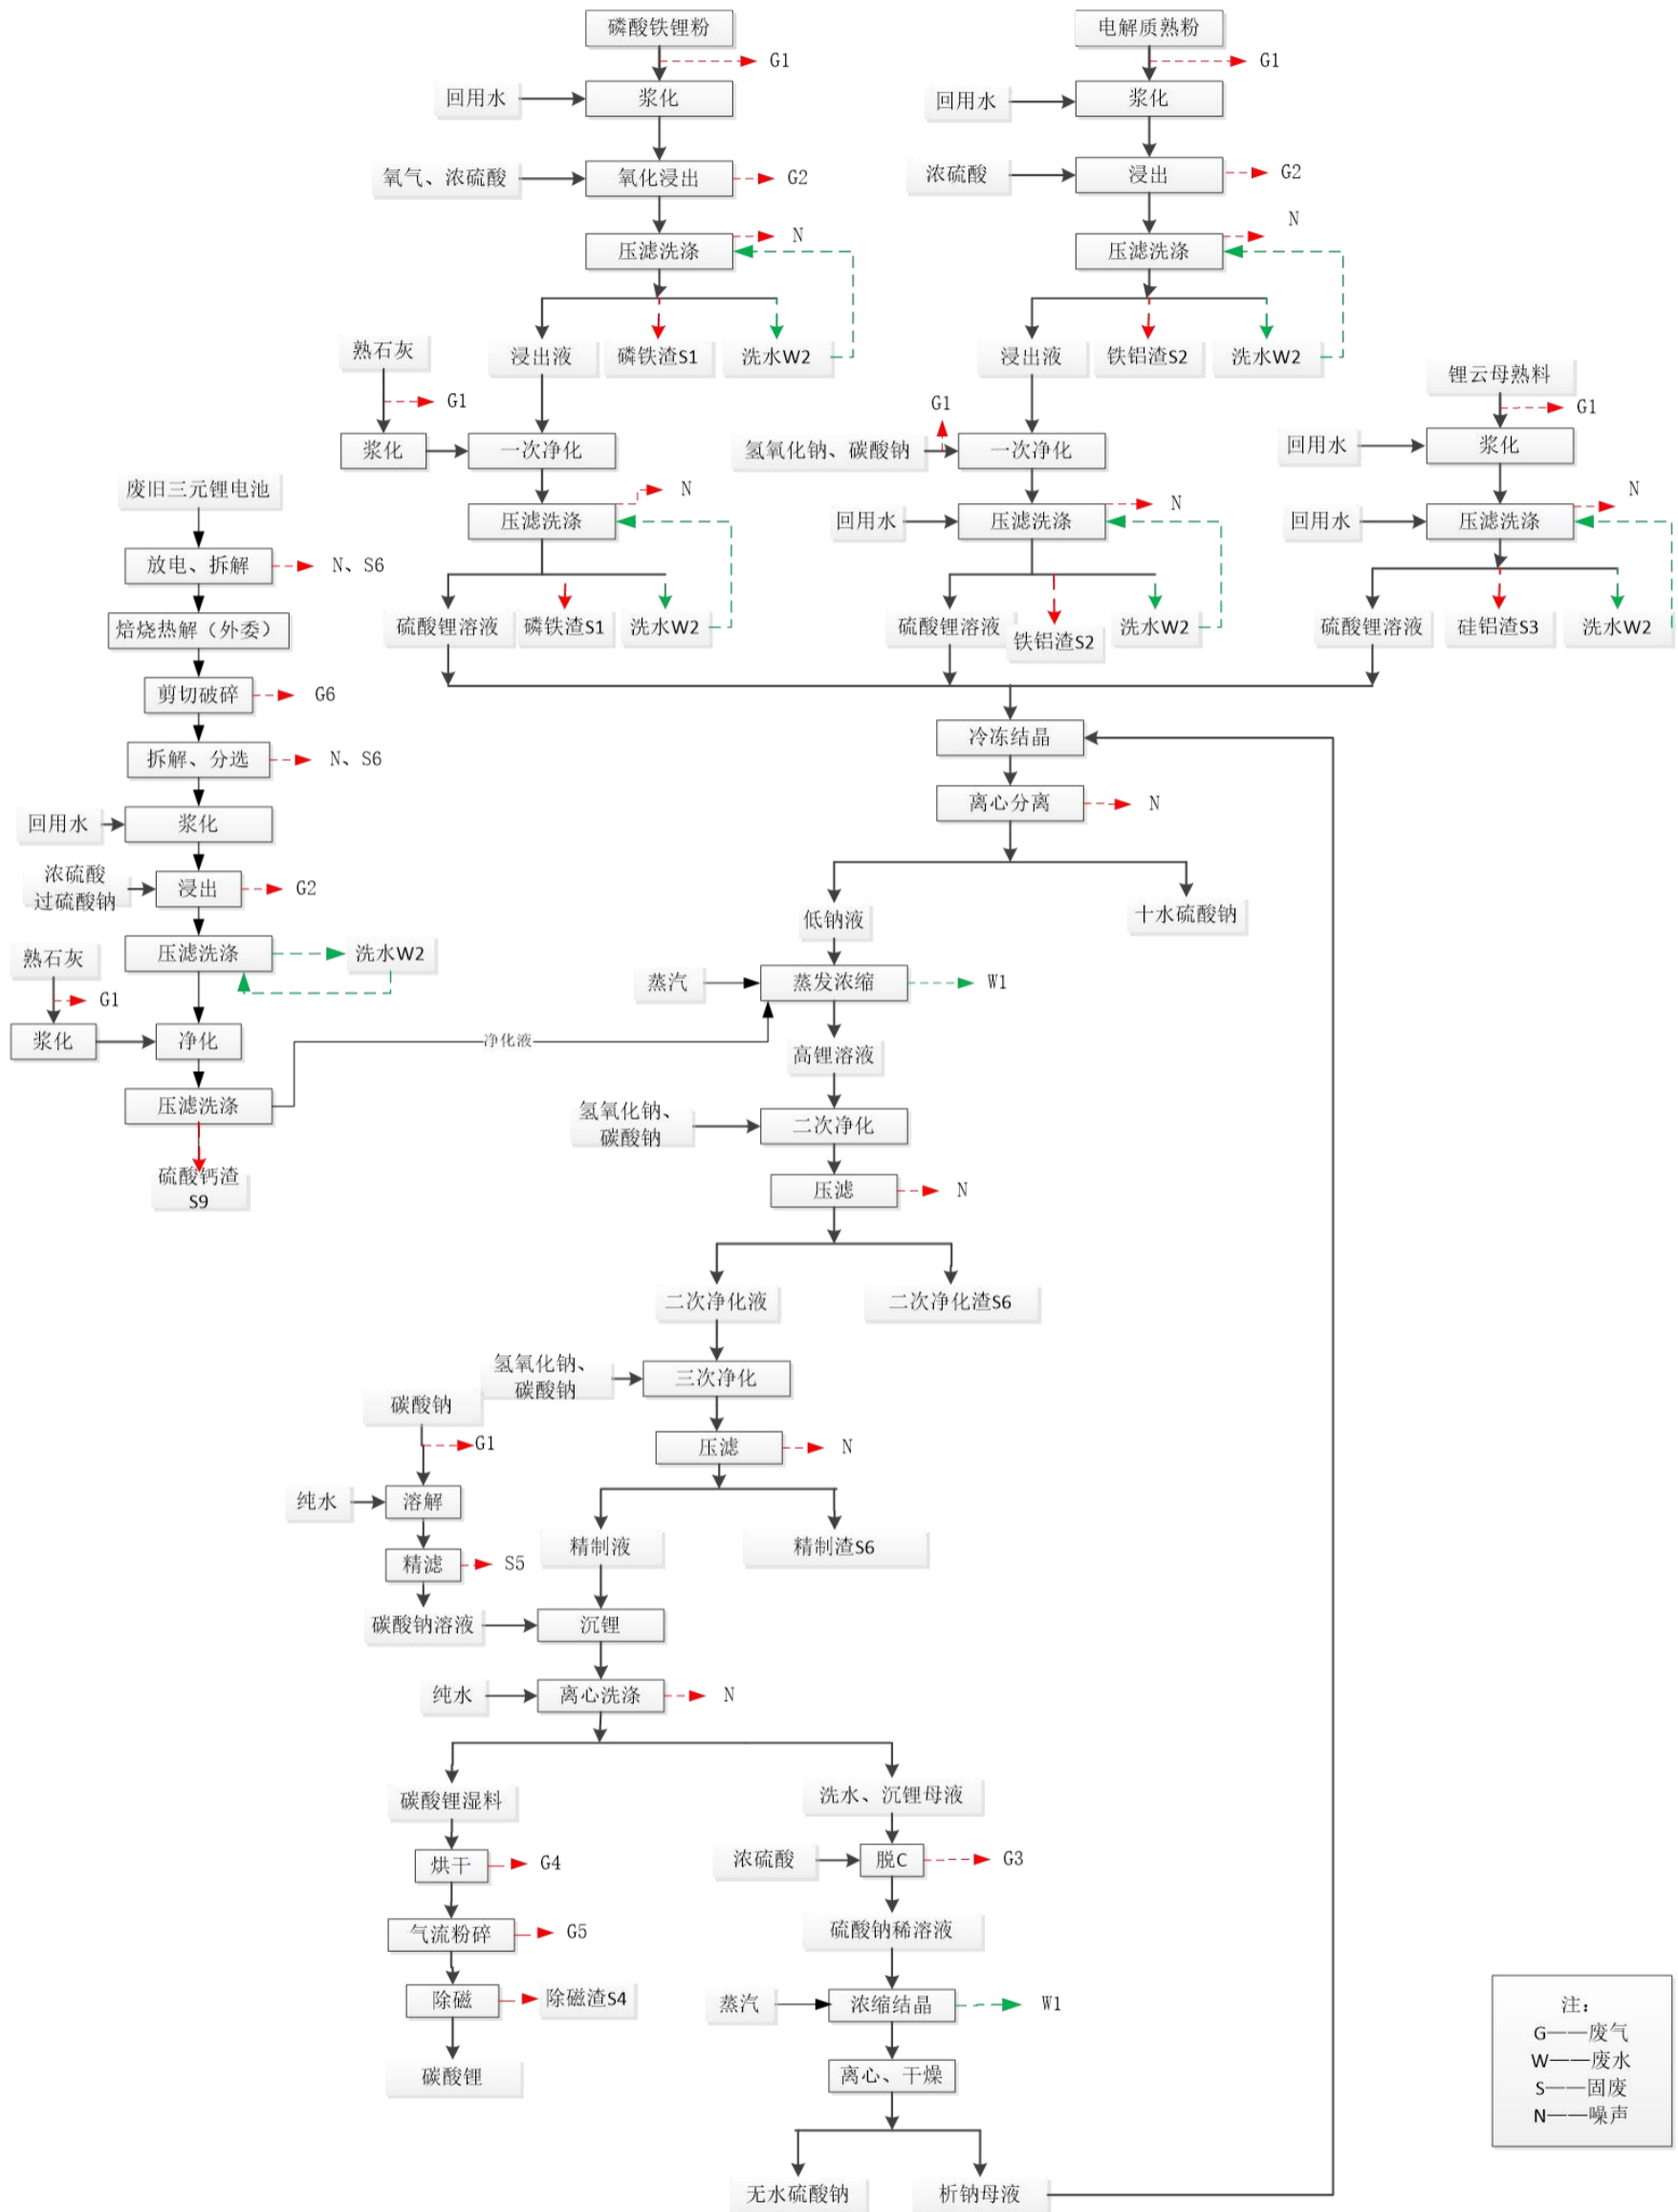 磷酸铁锂粉
G1
回用水
浆化
氧气、浓硫酸
氧化浸出
G2
压滤洗涤
N
浸出液
磷铁渣S1
洗水W2
熟石灰
G1
浆化
一次净化
压滤洗涤
N
硫酸锂溶液
磷铁渣S1
洗水W2
电解质熟粉
G1
回用水
浆化
浓硫酸
浸出
G2
压滤洗涤
N
浸出液
铁铝渣S2
洗水W2
G1
氢氧化钠、碳酸钠
一次净化
回用水
压滤洗涤
N
硫酸锂溶液
铁铝渣S2
洗水W2
锂云母熟料
G1
回用水
浆化
回用水
压滤洗涤
N
硫酸锂溶液
硅铝渣S3
洗水W2
废旧三元锂电池
放电、拆解
N、S6
焙烧热解（外委）
剪切破碎
G6
拆解、分选
N、S6
回用水
浆化
浓硫酸
过硫酸钠
浸出
G2
压滤洗涤
洗水W2
熟石灰
G1
浆化
净化
压滤洗涤
硫酸钙渣
S9
净化液
冷冻结晶
离心分离
N
低钠液
十水硫酸钠
蒸汽
蒸发浓缩
W1
高锂溶液
氢氧化钠、
碳酸钠
二次净化
压滤
N
二次净化液
二次净化渣S6
氢氧化钠、
碳酸钠
三次净化
压滤
N
精制液
精制渣S6
碳酸钠
G1
纯水
溶解
精滤
S5
碳酸钠溶液
沉锂
纯水
离心洗涤
N
碳酸锂湿料
烘干
G4
气流粉碎
G5
除磁
除磁渣S4
碳酸锂
洗水、沉锂母液
浓硫酸
脱C
G3
硫酸钠稀溶液
蒸汽
浓缩结晶
W1
离心、干燥
无水硫酸钠
析钠母液
注：
G——废气
W——废水
S——固废
N——噪声